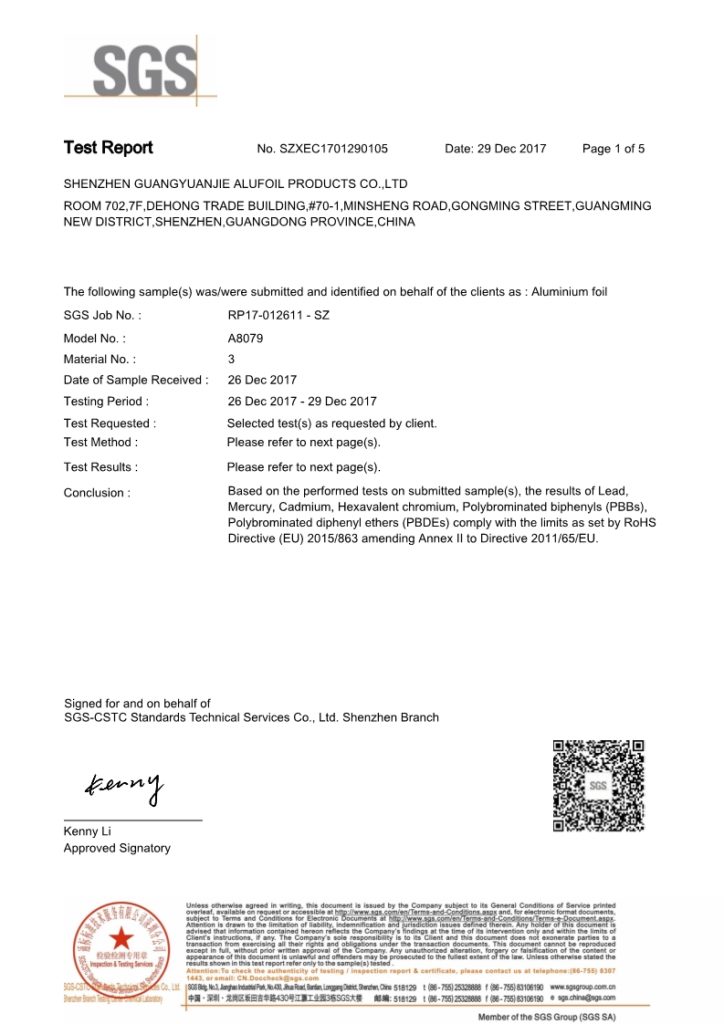 SGS
Test Report No. SZXEC1701290105 Date: 29 Dec 2017 Page 1 of 5
SHENZHEN GUANGYUANJIE ALUFOIL PRODUCTS CO.,LTD
ROOM 702,7F,DEHONG TRADE BUILDING,#70-1,MINSHENG ROAD,GONGMING STREET,GUANGMING
NEW DISTRICT,SHENZHEN,GUANGDONG PROVINCE,CHINA
The following sample(s) was/were submitted and identified on behalf of the clients as : Aluminium foil
SGS Job No. : RP17-012611 - SZ
Model No. : A8079
Material No. : 3
Date of Sample Received : 26 Dec 2017
Testing Period : 26 Dec 2017 - 29 Dec 2017
Test Requested : Selected test(s) as requested by client.
Test Method : Please refer to next page(s).
Test Results : Please refer to next page(s).
Conclusion : Based on the performed tests on submitted sample(s), the results of Lead,
Mercury, Cadmium, Hexavalent chromium, Polybrominated biphenyls (PBBs),
Polybrominated diphenyl ethers (PBDEs) comply with the limits as set by RoHS
Directive (EU) 2015/863 amending Annex II to Directive 2011/65/EU.
Signed for and on behalf of
SGS-CSTC Standards Technical Services Co., Ltd. Shenzhen Branch
Kenny
SGS
Kenny Li
Approved Signatory
检验检测专用章
Inspection & Testing Services
Unless otherwise agreed in writing, this document is issued by the Company subject to its General Conditions of Service printed
overleaf, available on request or accessible at http://www.sgs.com/en/Terms-and-Conditions.aspx and, for electronic format documents,
subject to Terms and Conditions for Electronic Documents at http://www.sgs.com/en/Terms-and-Conditions/Terms-e-Document.aspx.
Attention is drawn to the limitation of liability, indemnification and jurisdiction issues defined therein. Any holder of this document is
advised that information contained hereon reflects the Company's findings at the time of its intervention only and within the limits of
Client's instructions, if any. The Company's sole responsibility is to its Client and this document does not exonerate parties to a
transaction from exercising all their rights and obligations under the transaction documents. This document cannot be reproduced
except in full, without prior written approval of the Company. Any unauthorized alteration, forgery or falsification of the content or
appearance of this document is unlawful and offenders may be prosecuted to the fullest extent of the law. Unless otherwise stated the
results shown in this test report refer only to the sample(s) tested .
Attention:To check the authenticity of testing / inspection report & certificate, please contact us at telephone:(86-755) 8307
1443, or email: CN.Doccheck@sgs.com
SGS Bldg, No.3, Jianghao Industrial Park, No.430, Jihua Road, Bantian, Longgang District, Shenzhen, China 518129 t (86-755) 25328888 f (86-755) 83106190 www.sgsgroup.com.cn
中国·深圳·龙岗区坂田吉华路430号江灏工业园3栋SGS大楼 邮编: 518129 t (86-755) 25328888 f (86-755) 83106190 e sgs.china@sgs.com
Member of the SGS Group (SGS SA)